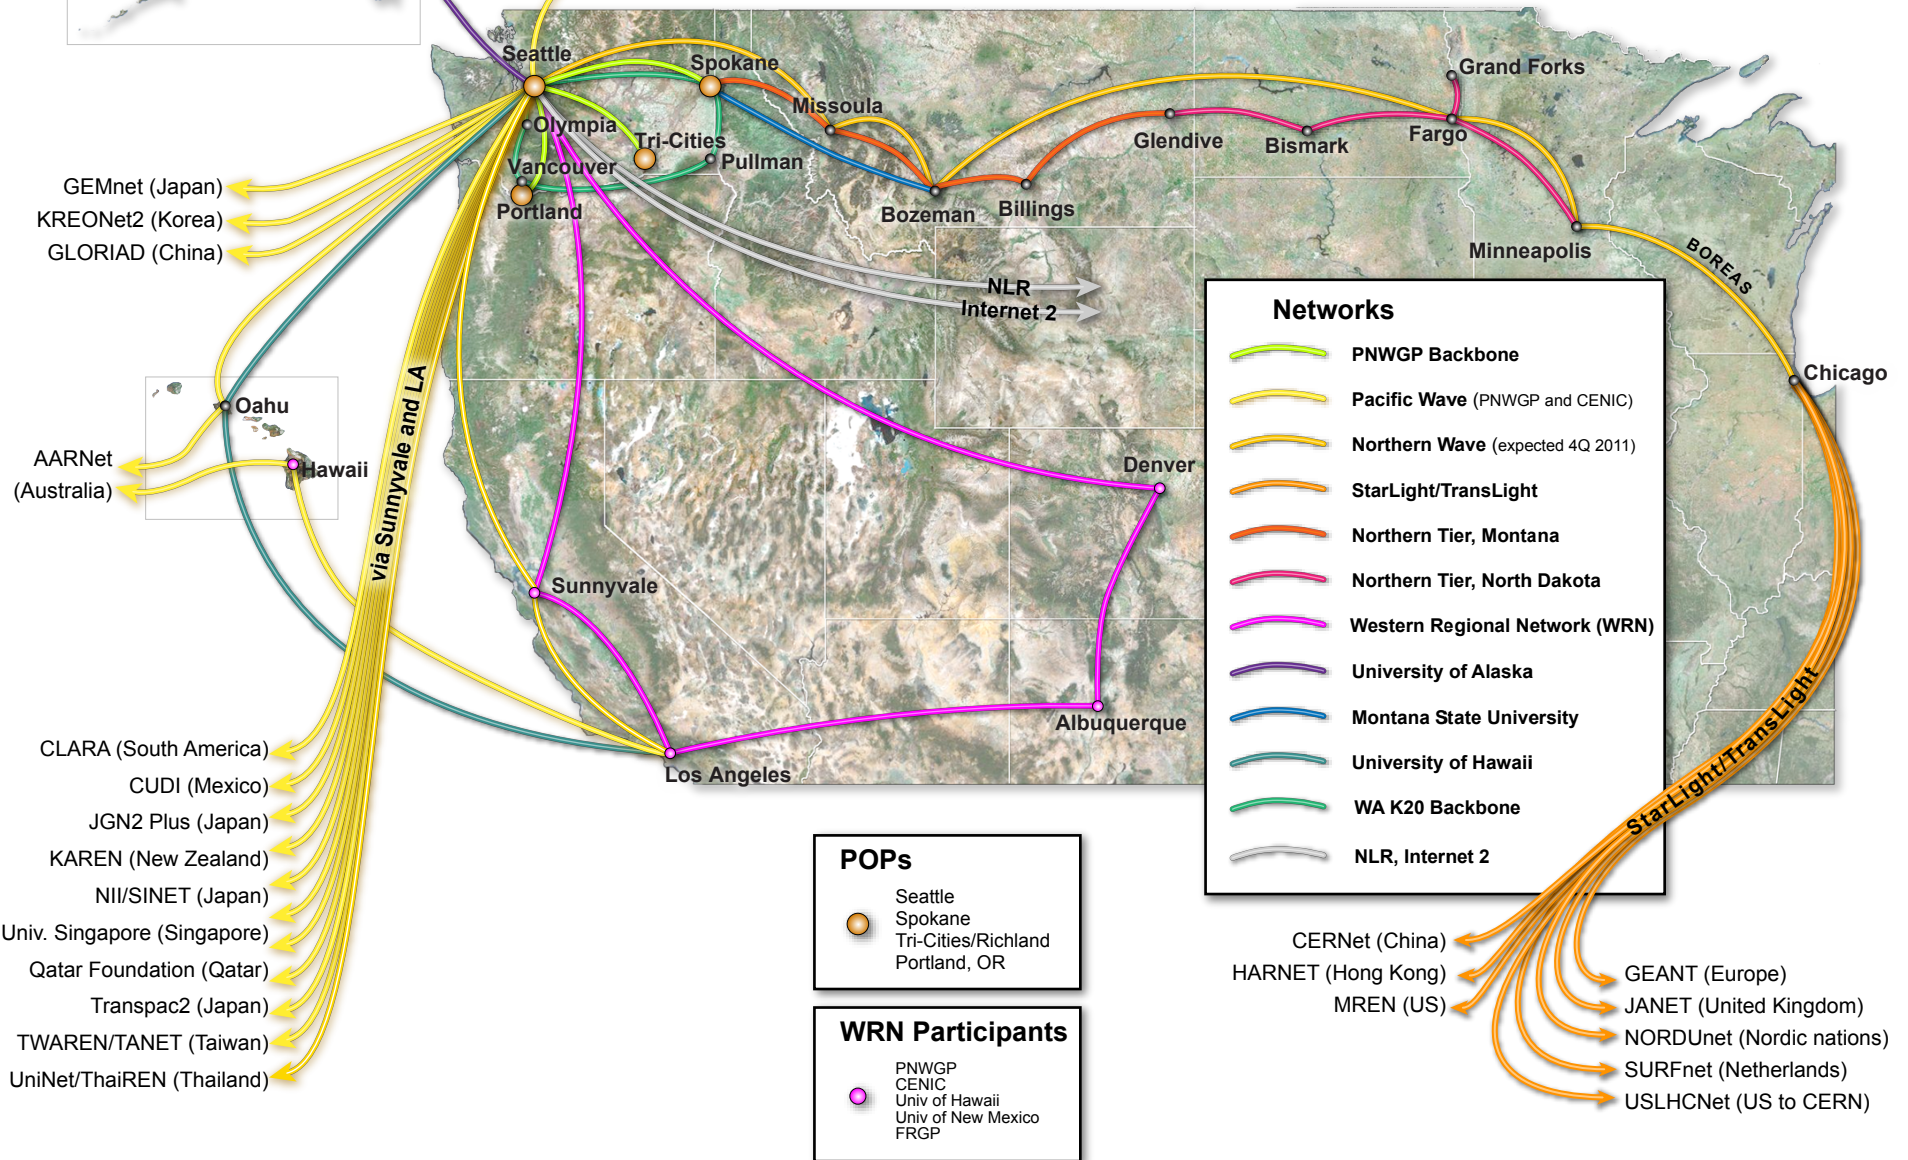 Seattle
Spokane
Missoula
Olympia
Tri-Cities
Vancouver
Pullman
Portland
Bozeman
Billings
Glendive
Bismark
Grand Forks
Fargo
Minneapolis
BOREAS
Chicago
GEMnet (Japan)
KREONet2 (Korea)
GLORIAD (China)
NLR
Internet 2
Oahu
Hawaii
AARNet
(Australia)
via Sunnyvale and LA
Denver
Sunnyvale
Albuquerque
Los Angeles
Networks
PNWGP Backbone
Pacific Wave (PNWGP and CENIC)
Northern Wave (expected 4Q 2011)
StarLight/TransLight
Northern Tier, Montana
Northern Tier, North Dakota
Western Regional Network (WRN)
University of Alaska
Montana State University
University of Hawaii
WA K20 Backbone
NLR, Internet 2
StarLight/TransLight
CLARA (South America)
CUDI (Mexico)
JGN2 Plus (Japan)
KAREN (New Zealand)
NII/SINET (Japan)
Univ. Singapore (Singapore)
Qatar Foundation (Qatar)
Transpac2 (Japan)
TWAREN/TANET (Taiwan)
UniNet/ThaiREN (Thailand)
POPs
Seattle
Spokane
Tri-Cities/Richland
Portland, OR
WRN Participants
PNWGP
CENIC
Univ of Hawaii
Univ of New Mexico
FRGP
CERNet (China)
HARNET (Hong Kong)
MREN (US)
GEANT (Europe)
JANET (United Kingdom)
NORDUnet (Nordic nations)
SURFnet (Netherlands)
USLHCNet (US to CERN)